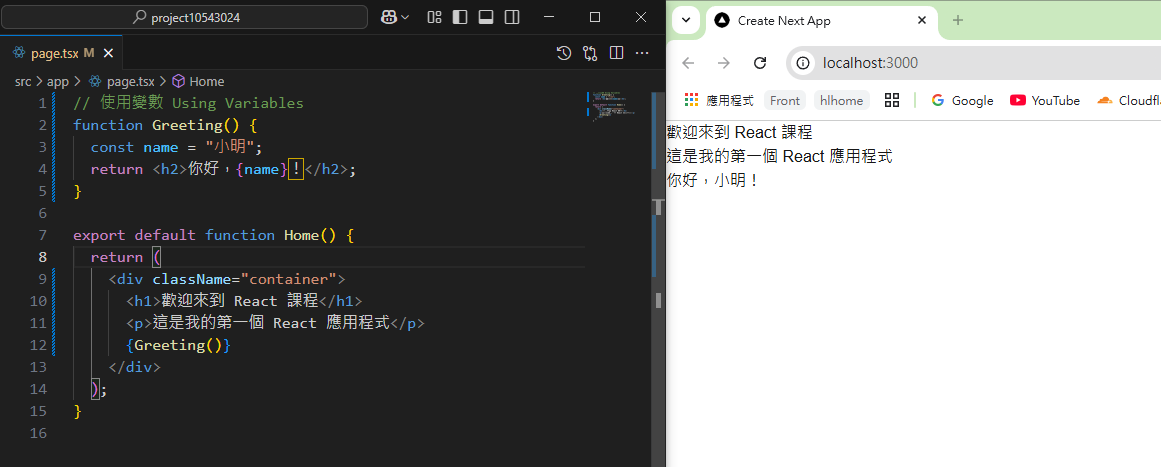 project10543024
page.tsx M
src > app > page.tsx > Home
1 // 使用變數 Using Variables
2 function Greeting() {
3 const name = "小明";
4 return <h2>你好，{name}！</h2>;
5 }
6
7 export default function Home() {
8 return (
9 <div className="container">
10 <h1>歡迎來到 React 課程</h1>
11 <p>這是我的第一個 React 應用程式</p>
12 {Greeting()}
13 </div>
14 );
15 }
16
Create Next App
localhost:3000
應用程式 Front hlhome Google YouTube Cloudfl
歡迎來到 React 課程
這是我的第一個 React 應用程式
你好，小明！